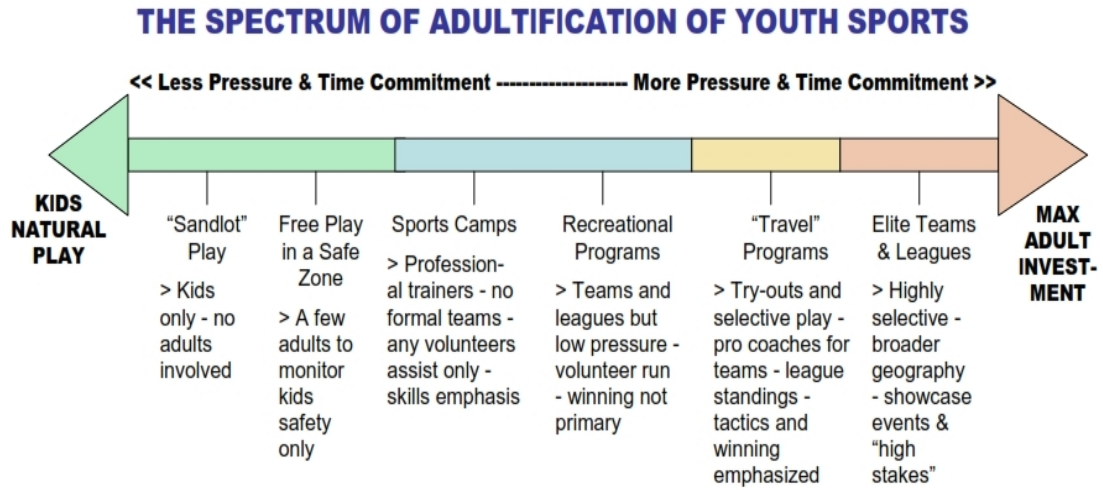 THE SPECTRUM OF ADULTIFICATION OF YOUTH SPORTS
<< Less Pressure & Time Commitment --------------------- More Pressure & Time Commitment >>
KIDS
NATURAL
PLAY
“Sandlot”
Play
> Kids
only - no
adults
involved
Free Play
in a Safe
Zone
> A few
adults to
monitor
kids
safety
only
Sports Camps
> Profession-
al trainers - no
formal teams -
any volunteers
assist only -
skills emphasis
Recreational
Programs
> Teams and
leagues but
low pressure -
volunteer run
- winning not
primary
“Travel”
Programs
> Try-outs and
selective play -
pro coaches for
teams - league
standings -
tactics and
winning
emphasized
Elite Teams
& Leagues
> Highly
selective -
broader
geography
- showcase
events &
“high
stakes”
MAX
ADULT
INVEST-
MENT